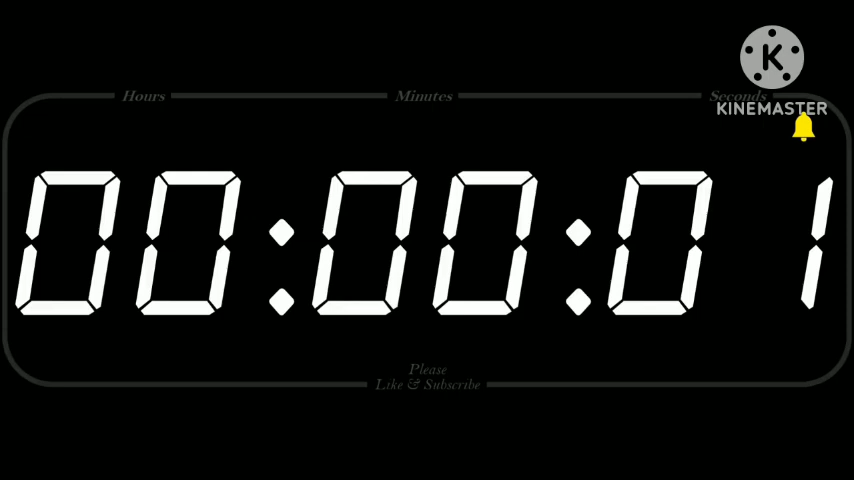 Hours Minutes Seconds
KINEMASTER
00:00:01
Please
Like & Subscribe